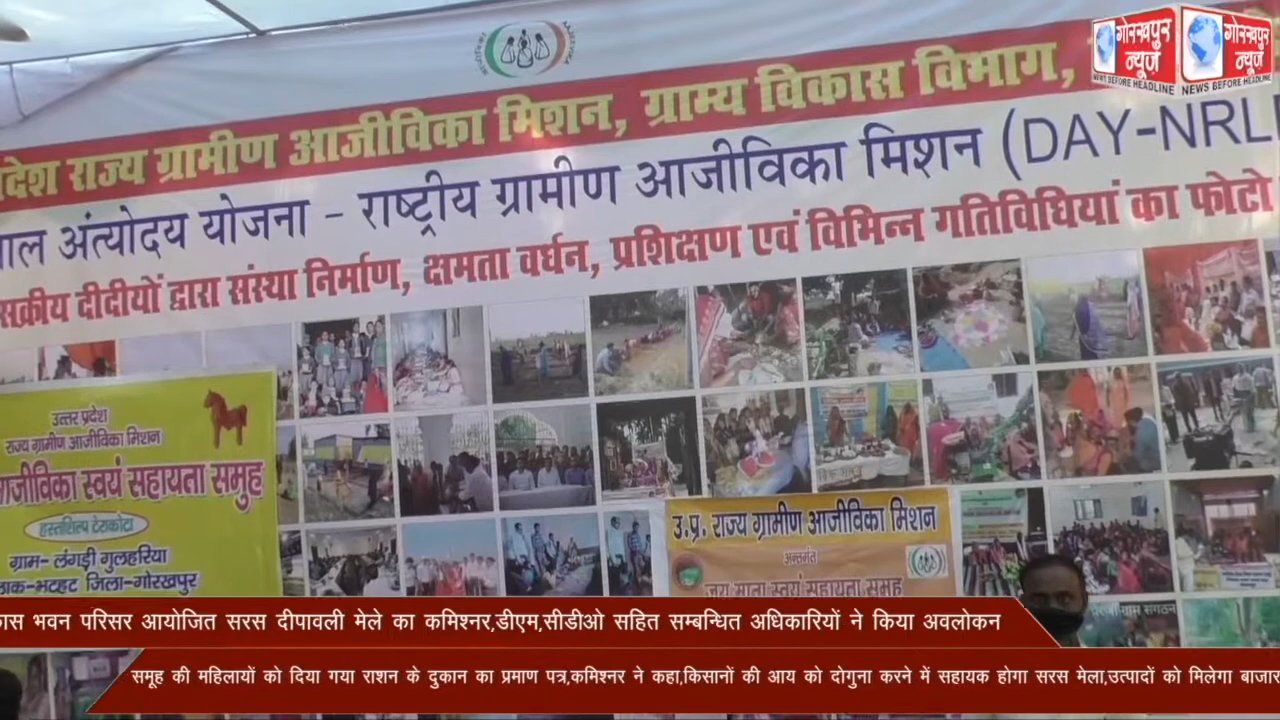 गोरखपुर
न्यूज़
NEWS BEFORE HEADLINE
गोरखपुर
न्यूज़
NEWS BEFORE HEADLINE
राज्य ग्रामीण आजीविका मिशन, ग्राम्य विकास विभाग,
अंत्योदय योजना - राष्ट्रीय ग्रामीण आजीविका मिशन (DAY-NRL
दीदीयों द्वारा संस्था निर्माण, क्षमता वर्धन, प्रशिक्षण एवं विभिन्न गतिविधियां का फोटो
उत्तर प्रदेश
राज्य ग्रामीण आजीविका मिशन
स्वयं सहायता समुह
हस्तशिल्प टेराकोटा
ग्राम- लंगड़ी गुलहरिया
भटहट जिला-गोरखपुर
उ.प्र. राज्य ग्रामीण आजीविका मिशन
अन्तर्गत
जय माता स्वयं सहायता समूह
भवन परिसर आयोजित सरस दीपावली मेले का कमिश्नर,डीएम,सीडीओ सहित सम्बन्धित अधिकारियों ने किया अवलोकन
समूह की महिलायों को दिया गया राशन के दुकान का प्रमाण पत्र,कमिश्नर ने कहा,किसानों की आय को दोगुना करने में सहायक होगा सरस मेला,उत्पादों को मिलेगा बाजार